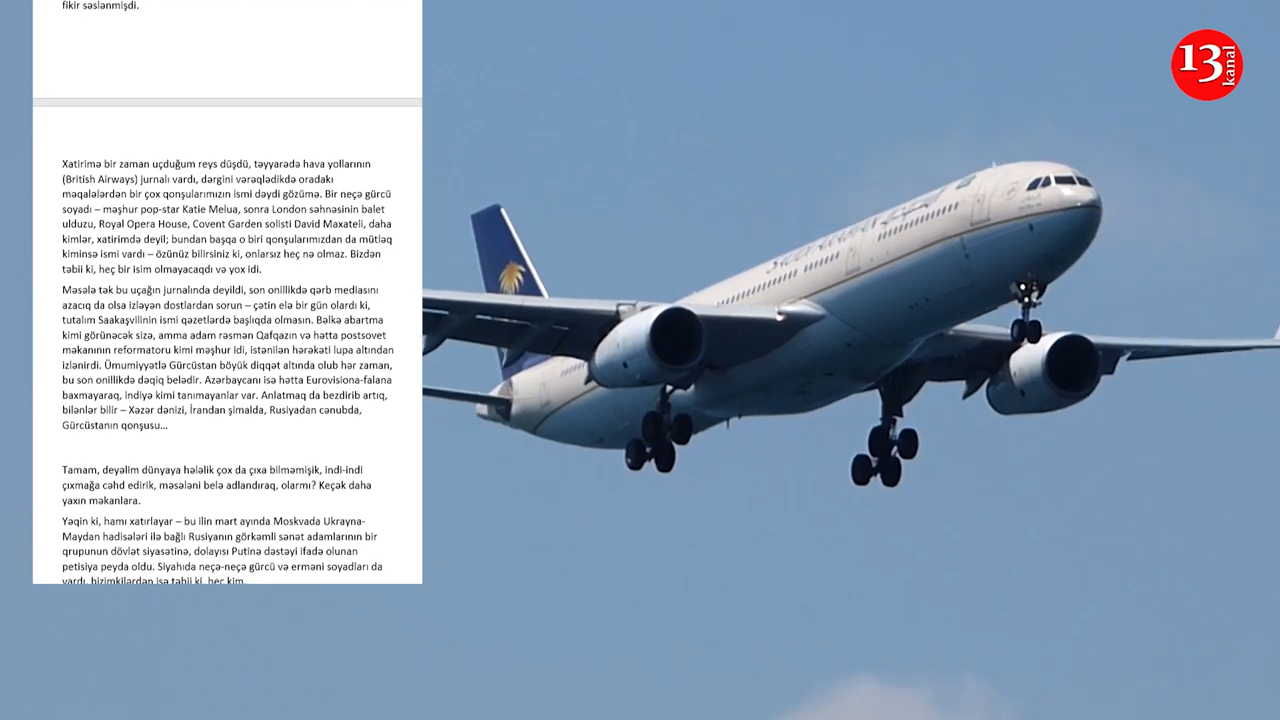 fikir səslənmişdi.
Xatirimə bir zaman uçduğum reys düşdü, təyyarədə hava yollarının
(British Airways) jurnalı vardı, dərgini vərəqlədikdə oradakı
məqalələrdən bir çox qonşularımızın ismi dəydi gözümə. Bir neçə gürcü
soyadı – məşhur pop-star Katie Melua, sonra London səhnəsinin balet
ulduzu, Royal Opera House, Covent Garden solisti David Maxateli, daha
kimlər, xatirimdə deyil; bundan başqa o biri qonşularımızdan da mütləq
kiminsə ismi vardı – özünüz bilirsiniz ki, onlarsız heç nə olmaz. Bizdən
təbii ki, heç bir isim olmayacaqdı və yox idi.
Məsələ tək bu uçağın jurnalında deyildi, son onillikdə qərb mediasını
azacıq da olsa izləyən dostlardan sorun – çətin elə bir gün olardı ki,
tutalım Saakaşvilinin ismi qəzetlərdə başlıqda olmasın. Bəlkə abartma
kimi görünəcək sizə, amma adam rəsmən Qafqazın və hətta postsovet
məkanının reformatoru kimi məşhur idi, istənilən hərəkəti lupa altından
izlənirdi. Ümumiyyətlə Gürcüstan böyük diqqət altında olub hər zaman,
bu son onillikdə dəqiq belədir. Azərbaycanı isə hətta Eurovisiona-falana
baxmayaraq, indiyə kimi tanımayanlar var. Anlatmaq da bezdirib artıq,
bilənlər bilir – Xəzər dənizi, İrandan şimalda, Rusiyadan cənubda,
Gürcüstanın qonşusu...
Tamam, deyəlim dünyaya hələlik çox da çıxa bilməmişik, indi-indi
çıxmağa cəhd edirik, məsələni belə adlandıraq, olarmı? Keçək daha
yaxın məkanlara.
Yəqin ki, hamı xatırlayar – bu ilin mart ayında Moskvada Ukrayna-
Maydan hadisələri ilə bağlı Rusiyanın görkəmli sənət adamlarının bir
qrupunun dövlət siyasətinə, dolayısı Putinə dəstəyi ifadə olunan
petisiya peyda oldu. Siyahıda neçə-neçə gürcü və erməni soyadları da
vardı, bizimkilərdən isə təbii ki, heç kim.
13 kanal
SAUDI ARABIAN